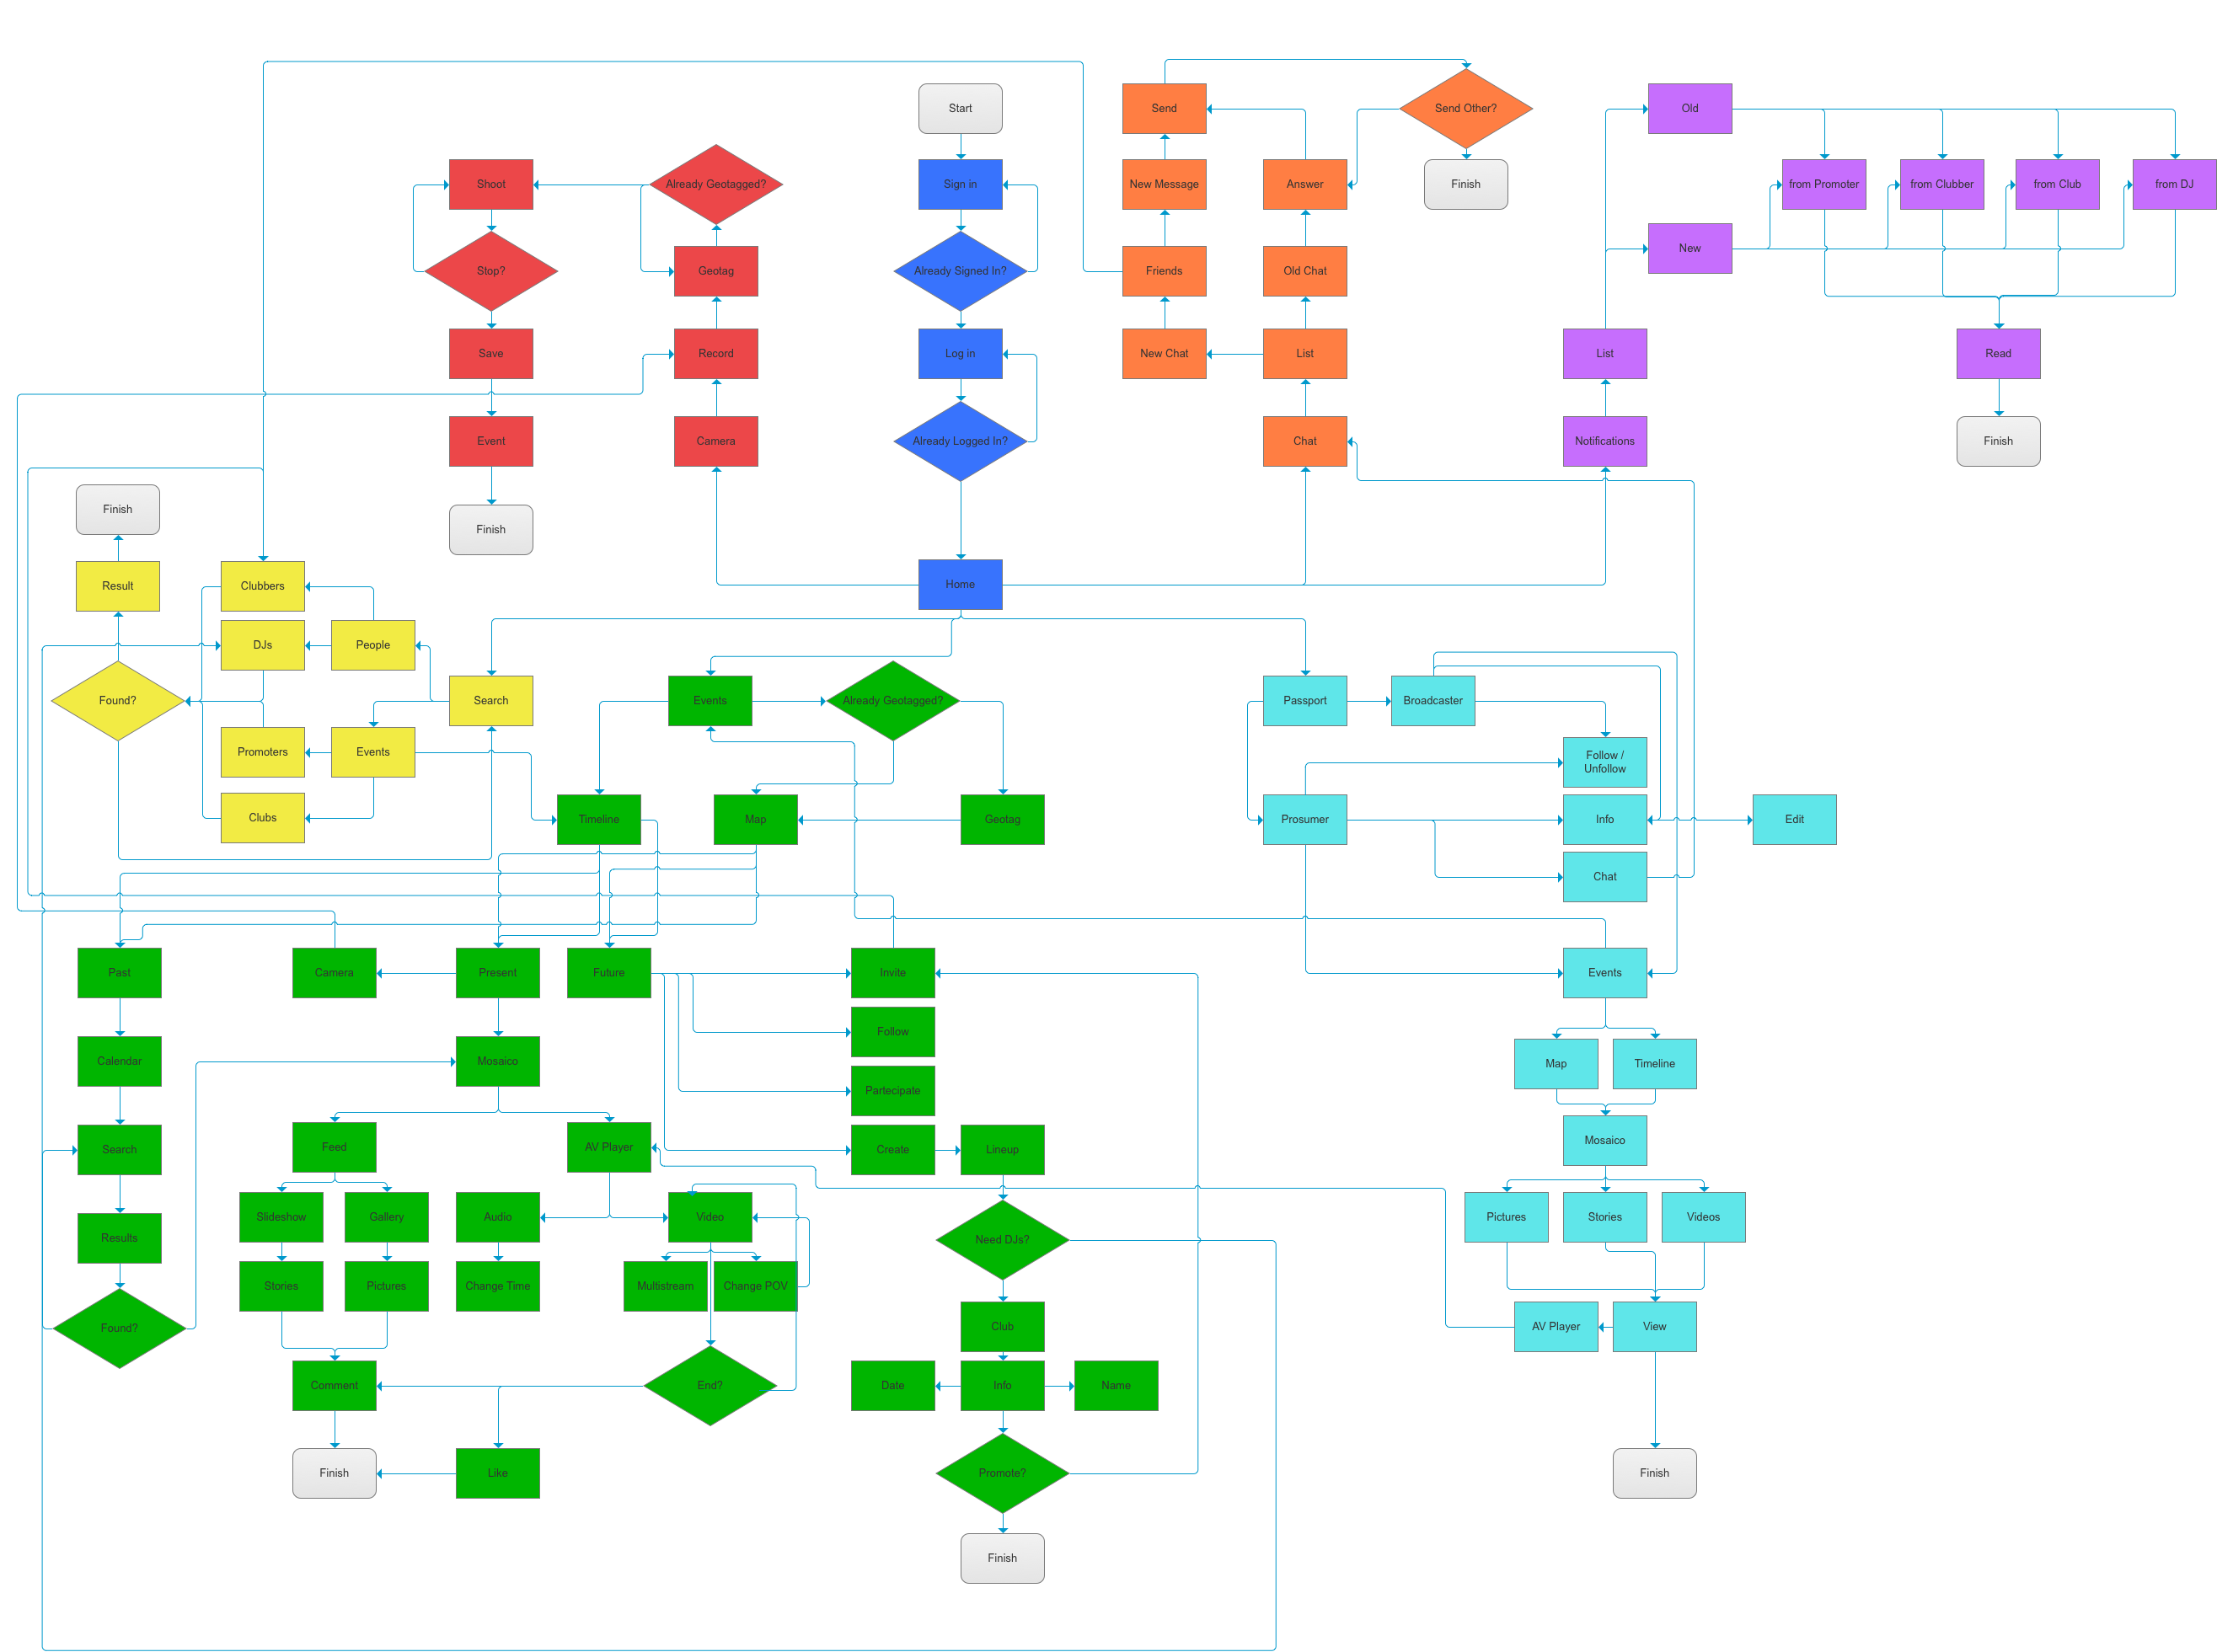 Start
Send
Send Other?
Old
Shoot
Already Geotagged?
Sign in
New Message
Answer
Finish
from Promoter
from Clubber
from Club
from DJ
New
Stop?
Geotag
Already Signed In?
Friends
Old Chat
Save
Record
Log in
New Chat
List
List
Read
Event
Camera
Already Logged In?
Chat
Notifications
Finish
Finish
Finish
Result
Clubbers
Home
DJs
People
Found?
Search
Events
Already Geotagged?
Passport
Broadcaster
Promoters
Events
Follow /
Unfollow
Clubs
Timeline
Map
Geotag
Prosumer
Info
Edit
Chat
Past
Camera
Present
Future
Invite
Events
Follow
Calendar
Mosaico
Map
Timeline
Partecipate
Search
Feed
AV Player
Create
Lineup
Mosaico
Slideshow
Gallery
Audio
Video
Pictures
Stories
Videos
Results
Need DJs?
Stories
Pictures
Change Time
Multistream
Change POV
Found?
Club
AV Player
View
Comment
End?
Date
Info
Name
Finish
Like
Promote?
Finish
Finish